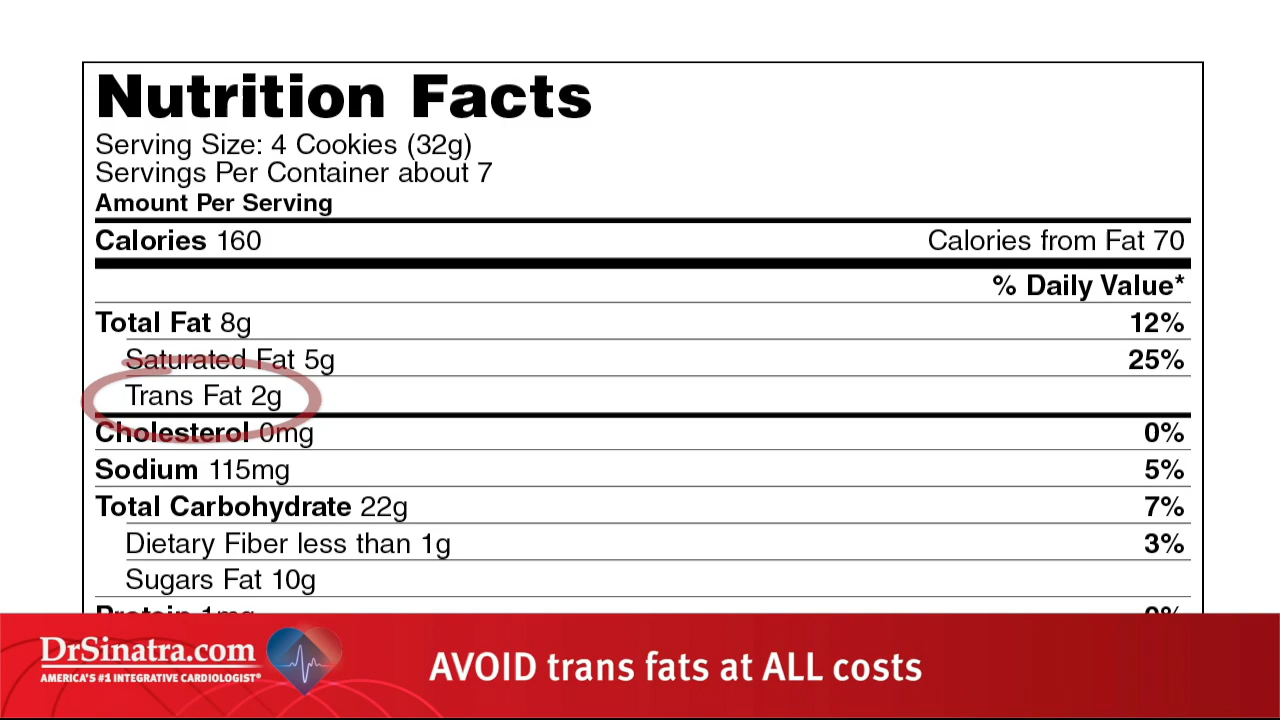 Nutrition Facts
Serving Size: 4 Cookies (32g)
Servings Per Container about 7
Amount Per Serving
Calories 160 Calories from Fat 70
% Daily Value*
Total Fat 8g 12%
Saturated Fat 5g 25%
Trans Fat 2g
Cholesterol 0mg 0%
Sodium 115mg 5%
Total Carbohydrate 22g 7%
Dietary Fiber less than 1g 3%
Sugars Fat 10g
Protein 1mg 0%
DrSinatra.com
AMERICA'S #1 INTEGRATIVE CARDIOLOGIST®
AVOID trans fats at ALL costs